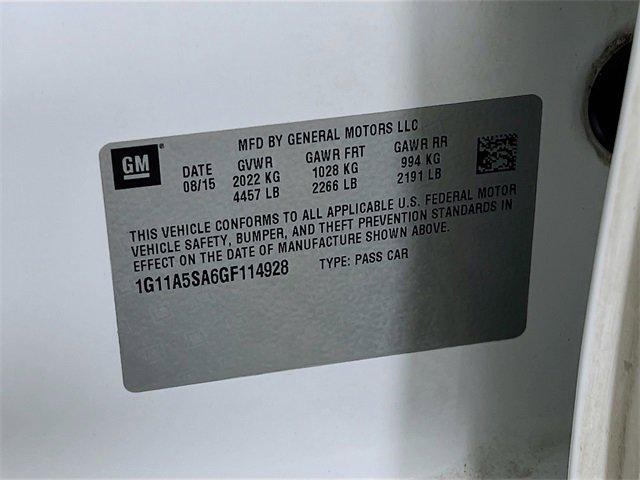 MFD BY GENERAL MOTORS LLC
GM
DATE GVWR GAWR FRT GAWR RR
08/15 2022 KG 1028 KG 994 KG
4457 LB 2266 LB 2191 LB
THIS VEHICLE CONFORMS TO ALL APPLICABLE U.S. FEDERAL MOTOR
VEHICLE SAFETY, BUMPER, AND THEFT PREVENTION STANDARDS IN
EFFECT ON THE DATE OF MANUFACTURE SHOWN ABOVE.
1G11A5SA6GF114928 TYPE: PASS CAR